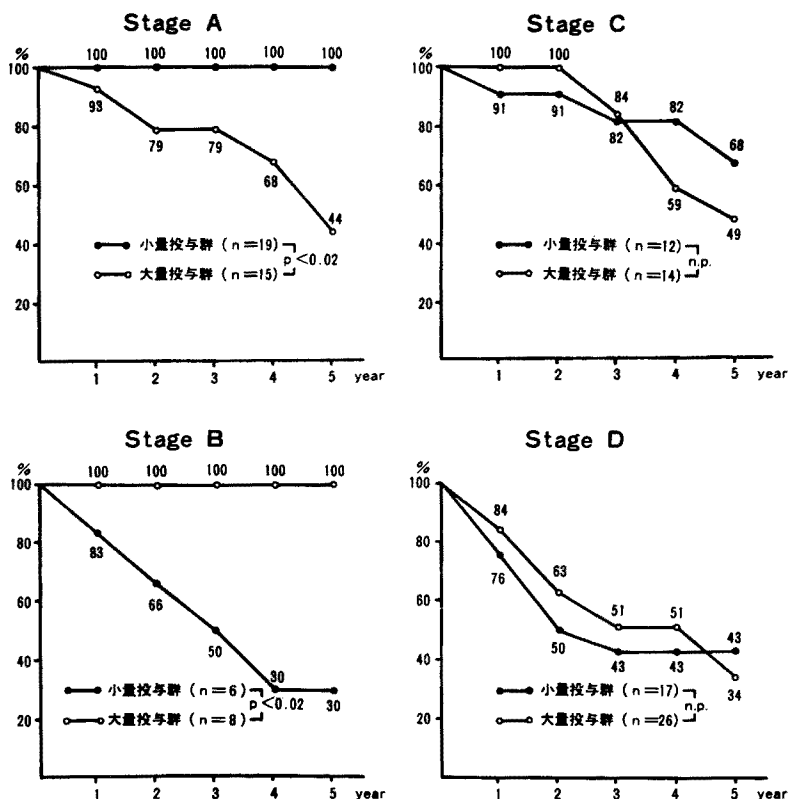 Stage A
%
100 100 100 100 100
100
93
80
79 79
68
60
44
40
小量投与群 (n=19)
p<0.02
大量投与群 (n=15)
20
1 2 3 4 5 year
Stage C
%
100 100
100
91 91
84
82
82
80
68
60
59
49
40
小量投与群 (n=12)
n.p.
大量投与群 (n=14)
20
1 2 3 4 5 year
Stage B
%
100 100 100 100 100
100
83
80
66
60
50
40
30
30
小量投与群 (n=6)
p<0.02
大量投与群 (n=8)
20
1 2 3 4 5 year
Stage D
%
100
84
80
76
63
60
51 51
50
43 43
43
40
34
小量投与群 (n=17)
n.p.
大量投与群 (n=26)
20
1 2 3 4 5 year